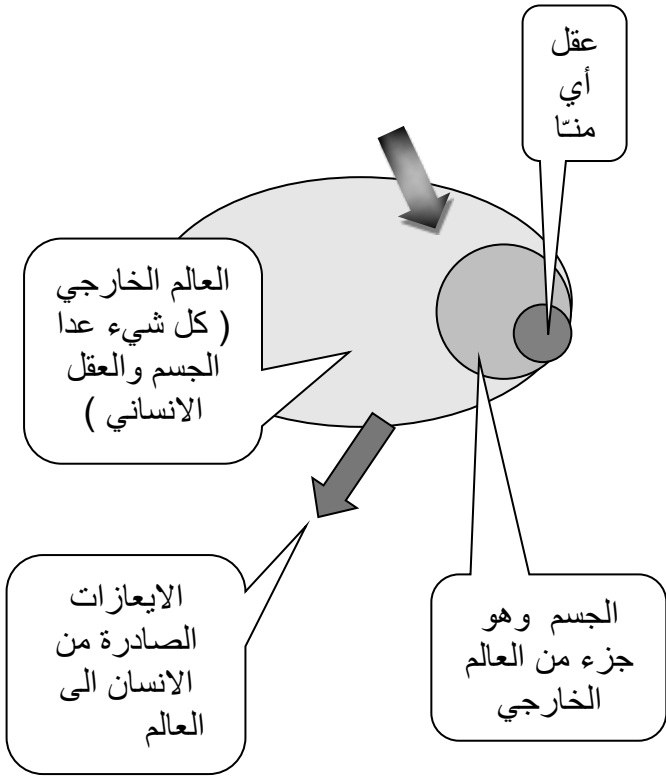 عقل
أي
منّا
العالم الخارجي
( كل شيء عدا
الجسم والعقل
الانساني )
الايعازات
الصادرة من
الانسان الى
العالم
الجسم وهو
جزء من العالم
الخارجي